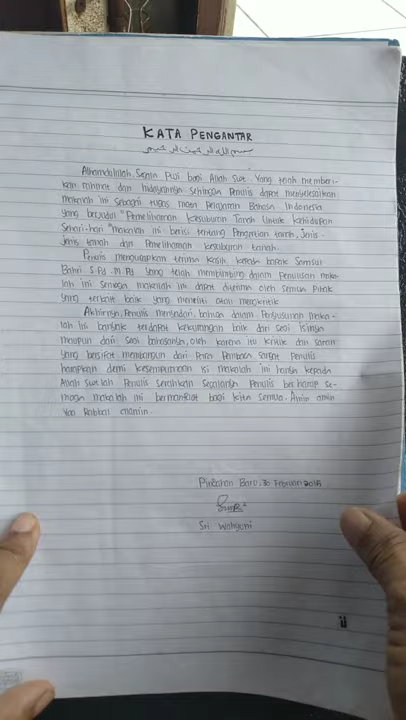 KATA PENGANTAR
Alhamdulillah, Segala Puji bagi Allah Swt. Yang telah memberi-
kan rahmat dan hidayahnya sehingga Penulis dapat menyelesaikan
makalah ini sebagai tugas mata pelajaran Bahasa Indonesia
yang berjudul "Pemeliharaan Kesuburan Tanah Untuk Kehidupan
Sehari-hari" makalah ini berisi tentang Pengertian tanah, Jenis-
Jenis tanah dan Pemeliharaan kesuburan tanah.
Penulis mengucapkan terima kasih kepada bapak Samsul
Bahri S.Pd. M.Pd yang telah membimbing dalam penulisan maka-
lah ini semoga makalah ini dapat diterima oleh semua Pihak
yang terbaik baik yang meneliti atau mengkritik
Akhirnya, Penulis menyadari, bahwa dalam Penyusunan maka-
lah ini banyak terdapat kekurangan baik dari segi isinya
maupun dari segi bahasanya, oleh karena itu kritik dan saran
yang bersifat membangun dari Para Pembaca sangat Penulis
harapkan demi kesempurnaan isi makalah ini hanya kepada
Allah swt lah Penulis serahkan segalanya Penulis berharap se-
moga makalah ini bermanfaat bagi kita semua. Amin amin
Yaa Rabbal alamin.
Baru, 30 Februari
Sri Wahyuni
ii